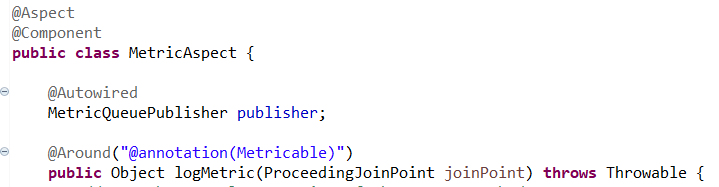 @Aspect
@Component
public class MetricAspect {
@Autowired
MetricQueuePublisher publisher;
@Around("@annotation(Metricable)")
public Object logMetric(ProceedingJoinPoint joinPoint) throws Throwable {